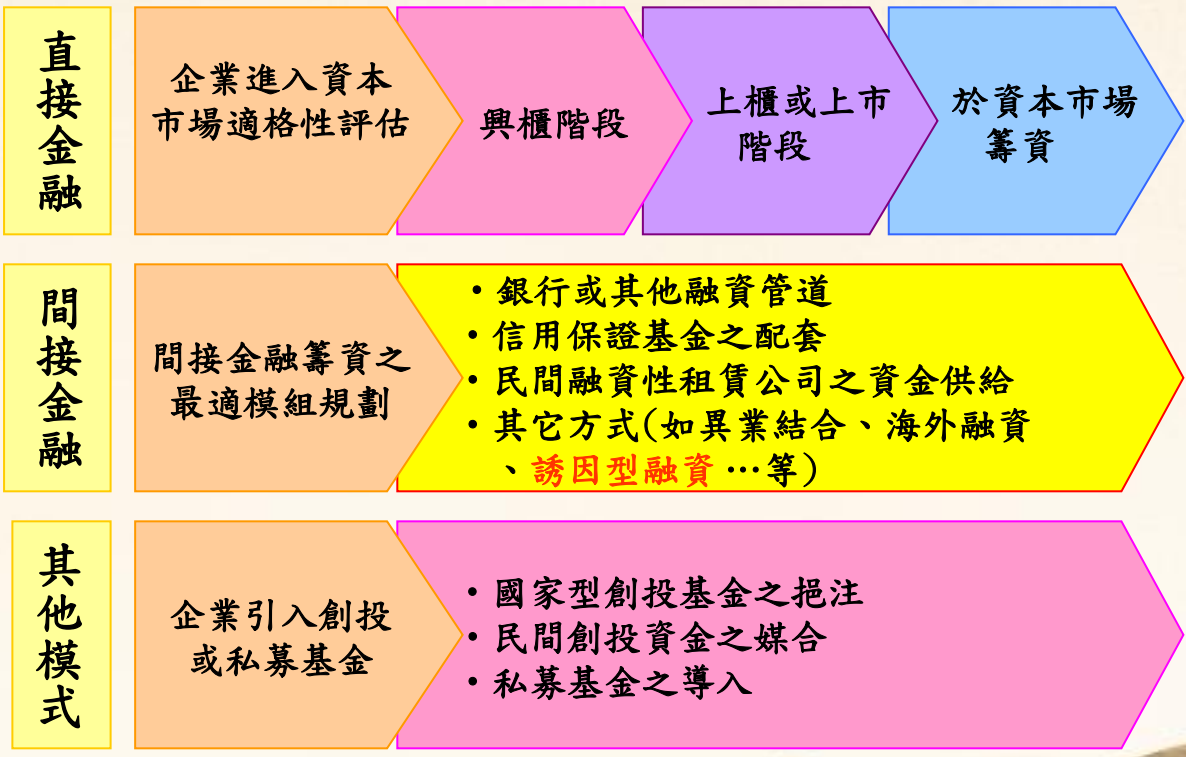 直接金融
企業進入資本
市場適格性評估
興櫃階段
上櫃或上市
階段
於資本市場
籌資
間接金融
間接金融籌資之
最適模組規劃
・銀行或其他融資管道
・信用保證基金之配套
・民間融資性租賃公司之資金供給
・其它方式(如異業結合、海外融資
、誘因型融資…等)
其他模式
企業引入創投
或私募基金
・國家型創投基金之挹注
・民間創投資金之媒合
・私募基金之導入